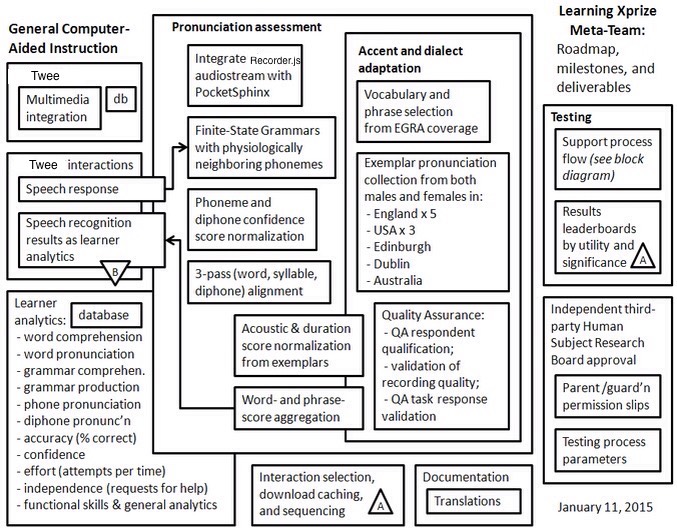 General Computer-
Aided Instruction
Twee
Multimedia
integration
db
Twee interactions
Speech response
Speech recognition
results as learner
analytics
B
Learner
analytics:
database
- word comprehension
- word pronunciation
- grammar comprehen.
- grammar production
- phone pronunciation
- diphone pronunc'n
- accuracy (% correct)
- confidence
- effort (attempts per time)
- independence (requests for help)
- functional skills & general analytics
Pronunciation assessment
Integrate Recorder.js
audiostream with
PocketSphinx
Finite-State Grammars
with physiologically
neighboring phonemes
Phoneme and
diphone confidence
score normalization
3-pass (word, syllable,
diphone) alignment
Acoustic & duration
score normalization
from exemplars
Word- and phrase-
score aggregation
Accent and dialect
adaptation
Vocabulary and
phrase selection
from EGRA coverage
Exemplar pronunciation
collection from both
males and females in:
- England x 5
- USA x 3
- Edinburgh
- Dublin
- Australia
Quality Assurance:
- QA respondent
qualification;
- validation of
recording quality;
- QA task response
validation
Interaction selection,
download caching,
and sequencing
A
Documentation
Translations
Learning Xprize
Meta-Team:
Roadmap,
milestones, and
deliverables
Testing
Support process
flow (see block
diagram)
Results
leaderboards
by utility and
significance
A
Independent third-
party Human
Subject Research
Board approval
Parent /guard'n
permission slips
Testing process
parameters
January 11, 2015